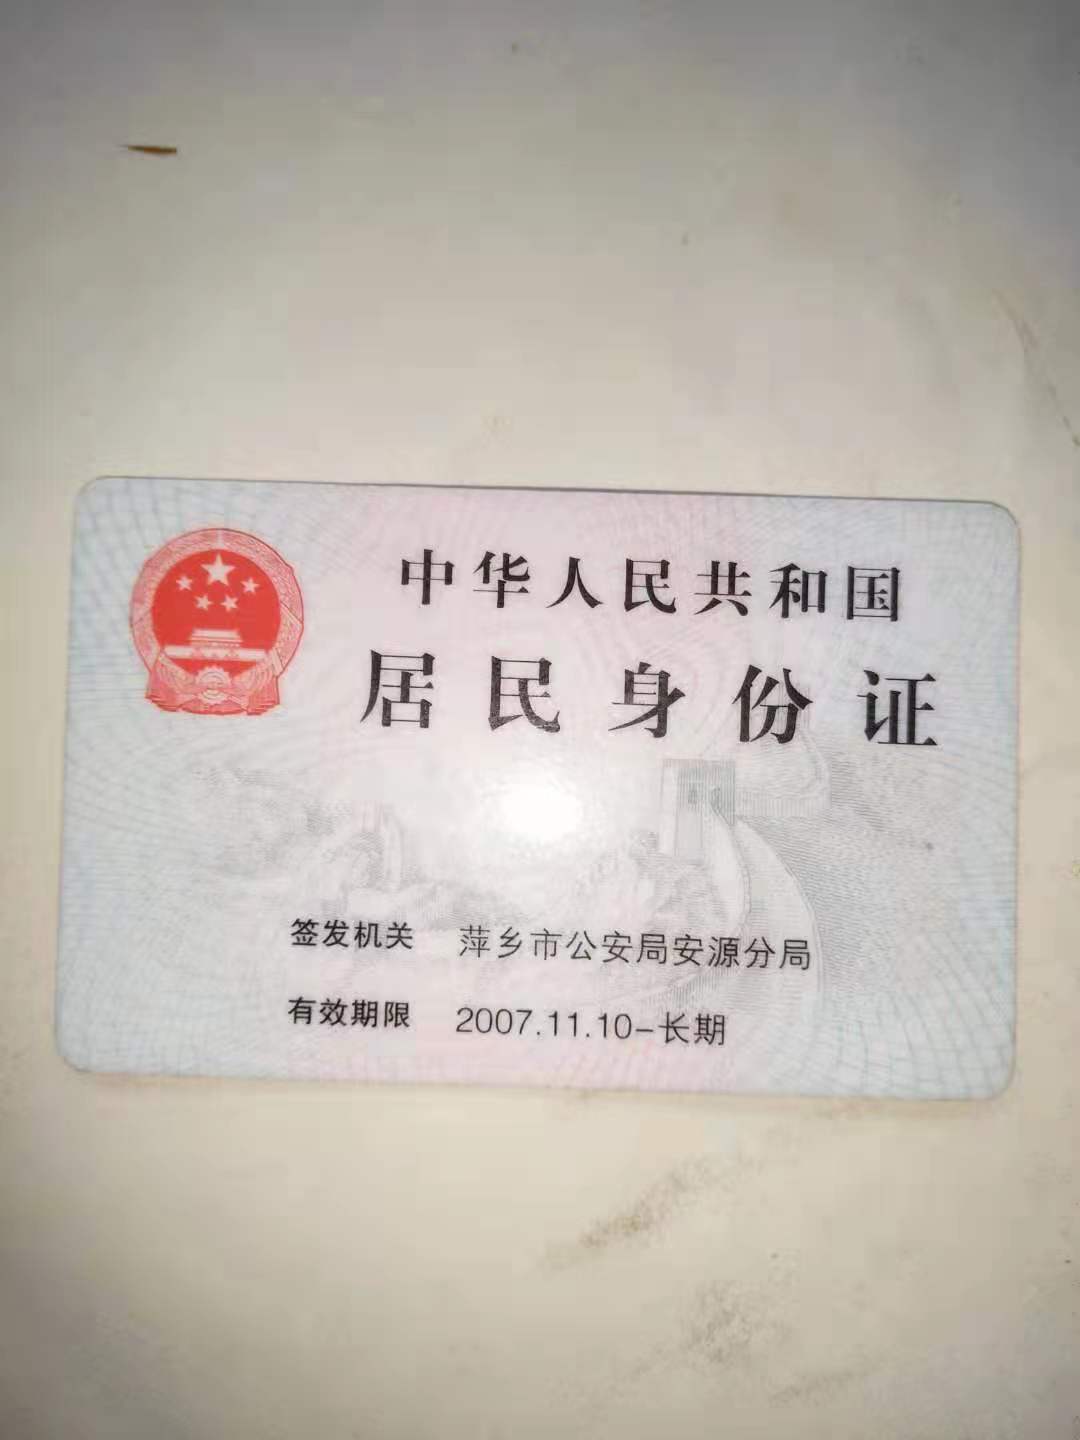 中华人民共和国
居民身份证
签发机关 萍乡市公安局安源分局
有效期限 2007.11.10-长期